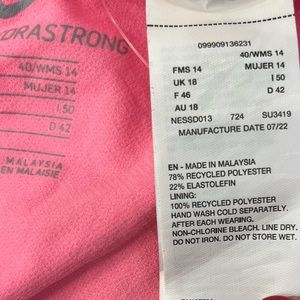 DRASTRONG
40/WMS 14
MUJER 14
I 50
D 42
MALAYSIA
EN MALAISIE
099909136231
40/WMS 14
FMS 14 MUJER 14
UK 18 I 50
F 46 D 42
AU 18
NESSD013 724 SU3419
MANUFACTURE DATE 07/22
EN - MADE IN MALAYSIA
78% RECYCLED POLYESTER
22% ELASTOLEFIN
LINING:
100% RECYCLED POLYESTER
HAND WASH COLD SEPARATELY.
AFTER EACH WEARING.
NON-CHLORINE BLEACH. LINE DRY.
DO NOT IRON. DO NOT STORE WET.